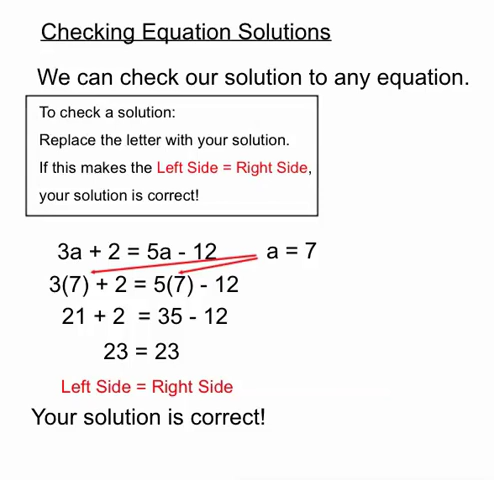 Checking Equation Solutions
We can check our solution to any equation.
To check a solution:
Replace the letter with your solution.
If this makes the Left Side = Right Side,
your solution is correct!
3a + 2 = 5a - 12 a = 7
3(7) + 2 = 5(7) - 12
21 + 2 = 35 - 12
23 = 23
Left Side = Right Side
Your solution is correct!